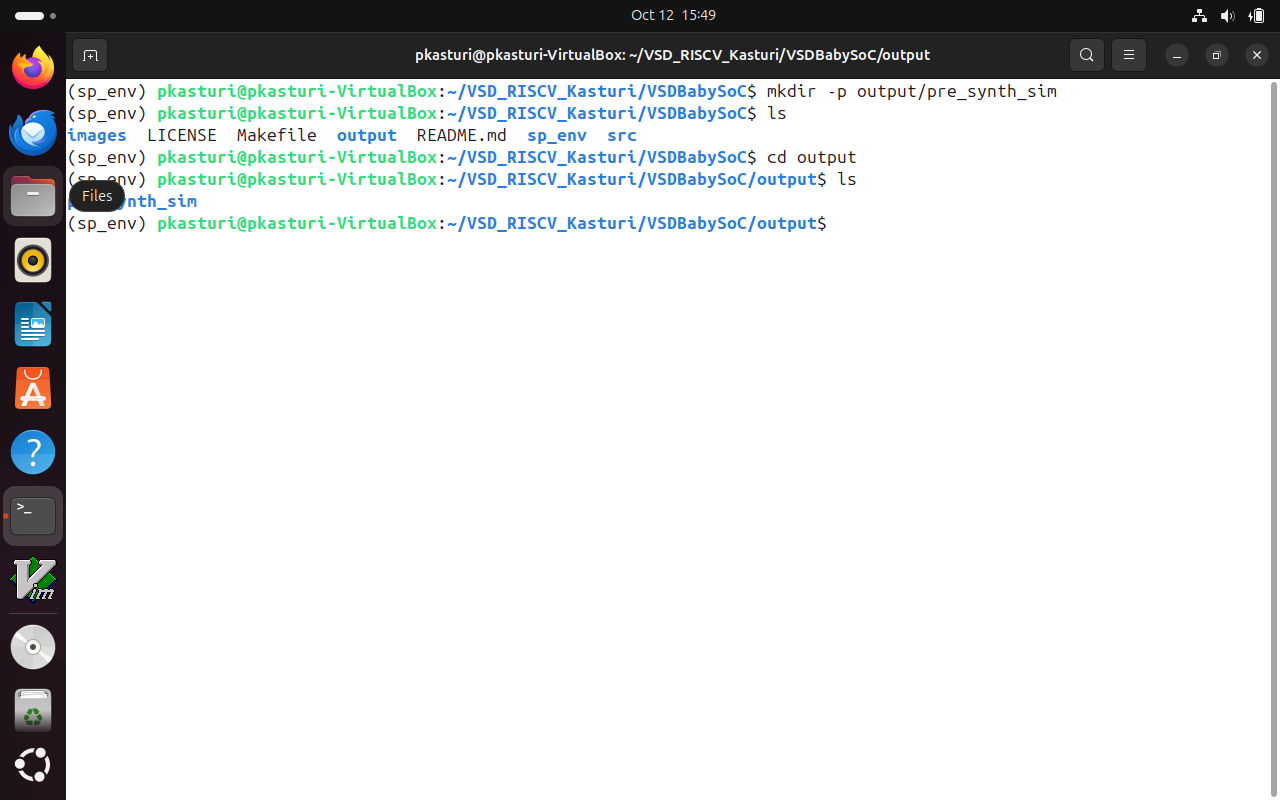 Oct 12 15:49
pkasturi@pkasturi-VirtualBox: ~/VSD_RISCV_Kasturi/VSDBabySoC/output
(sp_env) pkasturi@pkasturi-VirtualBox:~/VSD_RISCV_Kasturi/VSDBabySoC$ mkdir -p output/pre_synth_sim
(sp_env) pkasturi@pkasturi-VirtualBox:~/VSD_RISCV_Kasturi/VSDBabySoC$ ls
images LICENSE Makefile output README.md sp_env src
(sp_env) pkasturi@pkasturi-VirtualBox:~/VSD_RISCV_Kasturi/VSDBabySoC$ cd output
(sp_env) pkasturi@pkasturi-VirtualBox:~/VSD_RISCV_Kasturi/VSDBabySoC/output$ ls
Files
nth_sim
(sp_env) pkasturi@pkasturi-VirtualBox:~/VSD_RISCV_Kasturi/VSDBabySoC/output$
>_
A
?
Vim